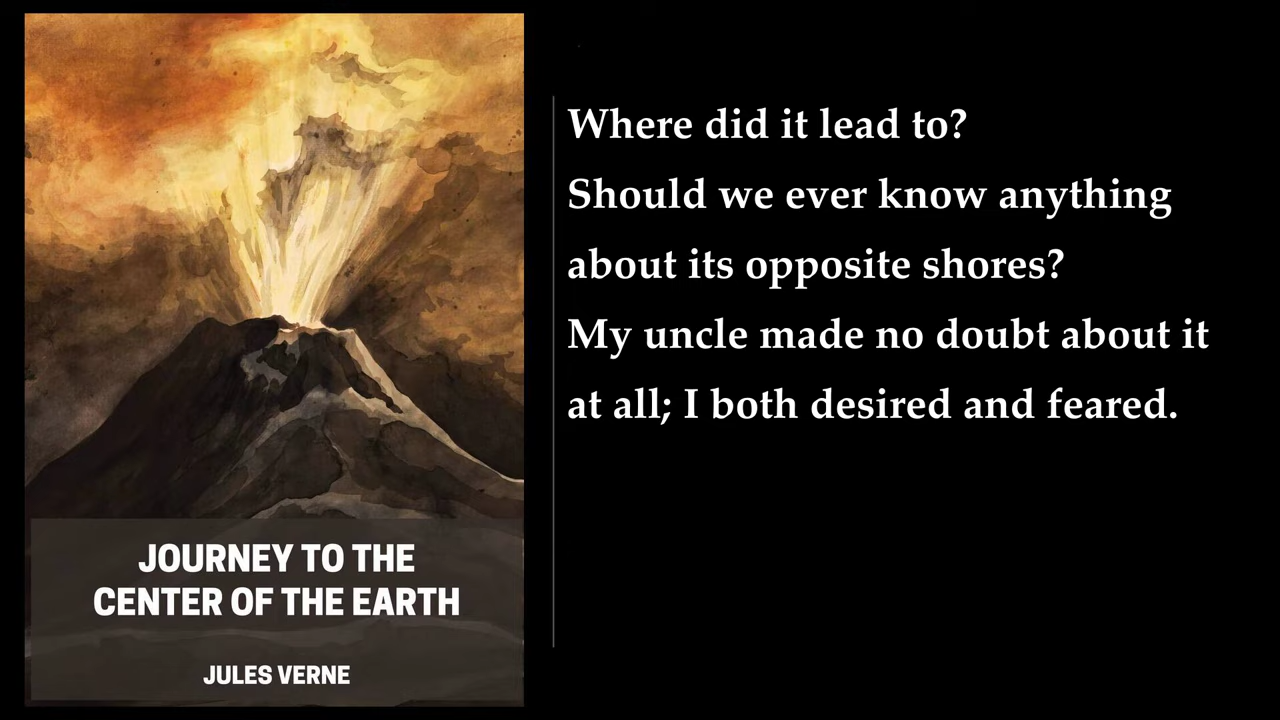 Where did it lead to?
Should we ever know anything
about its opposite shores?
My uncle made no doubt about it
at all; I both desired and feared.
JOURNEY TO THE
CENTER OF THE EARTH
JULES VERNE